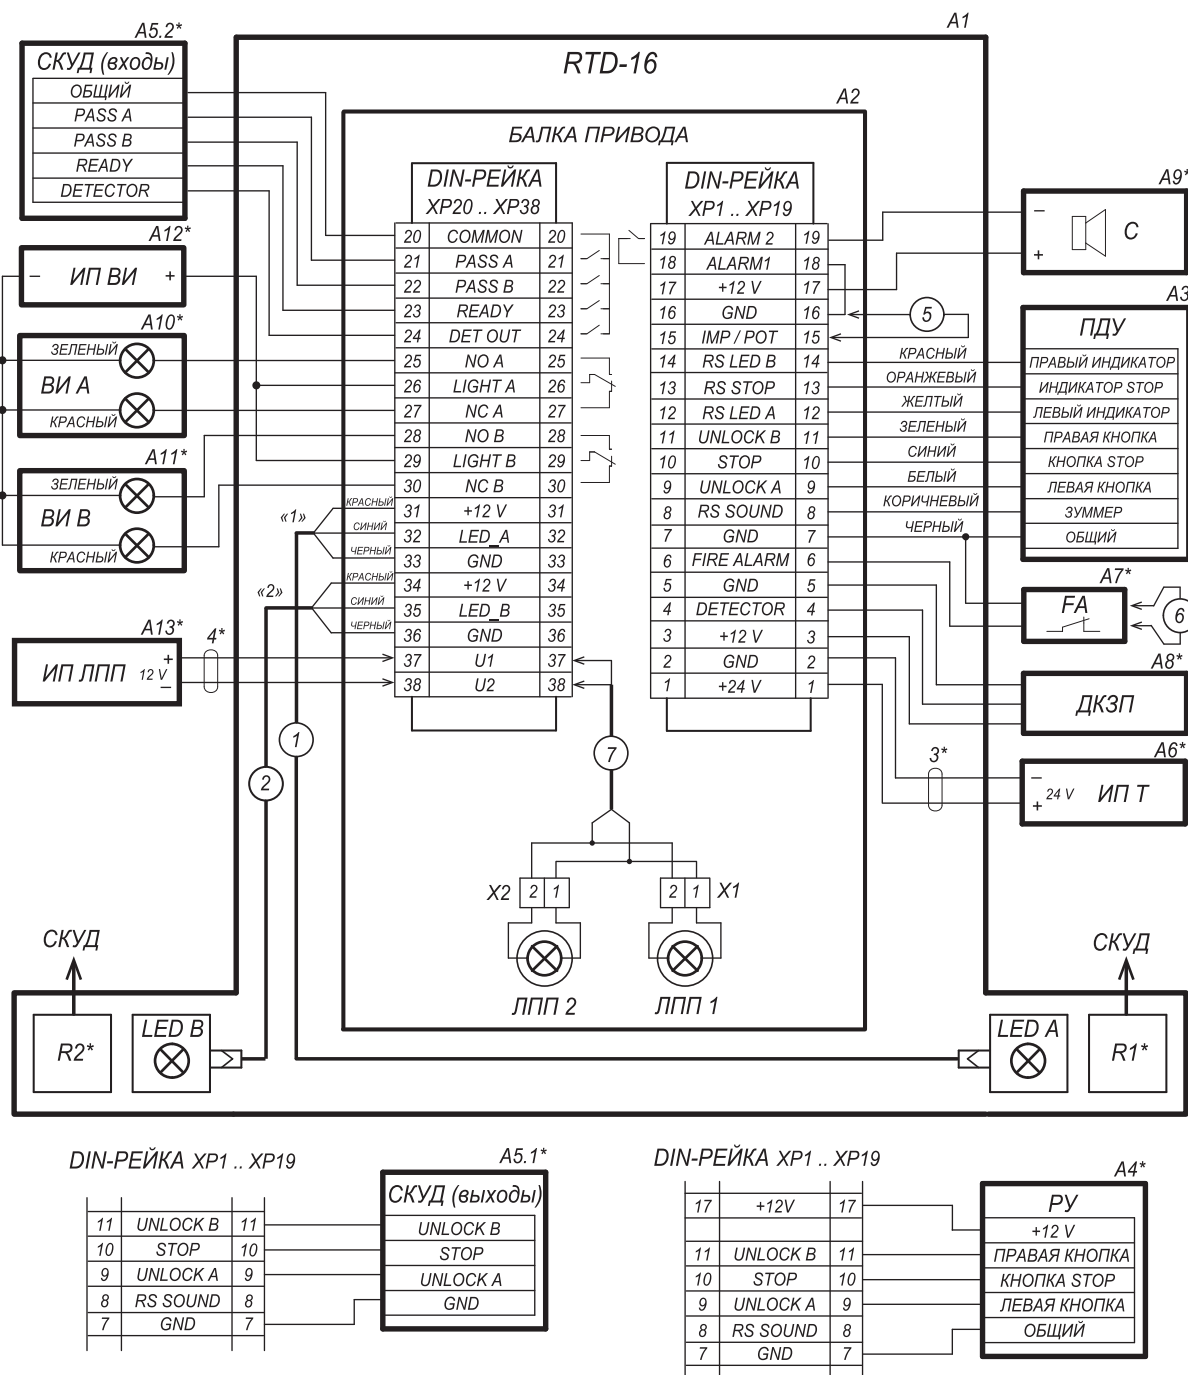 A1
RTD-16
A2
БАЛКА ПРИВОДА
A5.2*
СКУД (входы)
ОБЩИЙ
PASS A
PASS B
READY
DETECTOR
A12*
– ИП ВИ +
A10*
ЗЕЛЕНЫЙ
ВИ А
КРАСНЫЙ
A11*
ЗЕЛЕНЫЙ
ВИ В
КРАСНЫЙ
A13*
ИП ЛПП 12 V + –
4*
DIN-РЕЙКА
XP20 .. XP38
20 COMMON 20
21 PASS A 21
22 PASS B 22
23 READY 23
24 DET OUT 24
25 NO A 25
26 LIGHT A 26
27 NC A 27
28 NO B 28
29 LIGHT B 29
30 NC B 30
31 +12 V 31
32 LED_A 32
33 GND 33
34 +12 V 34
35 LED_B 35
36 GND 36
37 U1 37
38 U2 38
«1»
КРАСНЫЙ
СИНИЙ
ЧЕРНЫЙ
«2»
КРАСНЫЙ
СИНИЙ
ЧЕРНЫЙ
1
2
DIN-РЕЙКА
XP1 .. XP19
19 ALARM 2 19
18 ALARM1 18
17 +12 V 17
16 GND 16
15 IMP / POT 15
14 RS LED B 14
13 RS STOP 13
12 RS LED A 12
11 UNLOCK B 11
10 STOP 10
9 UNLOCK A 9
8 RS SOUND 8
7 GND 7
6 FIRE ALARM 6
5 GND 5
4 DETECTOR 4
3 +12 V 3
2 GND 2
1 +24 V 1
5
КРАСНЫЙ
ОРАНЖЕВЫЙ
ЖЕЛТЫЙ
ЗЕЛЕНЫЙ
СИНИЙ
БЕЛЫЙ
КОРИЧНЕВЫЙ
ЧЕРНЫЙ
A9*
–
С
+
A3
ПДУ
ПРАВЫЙ ИНДИКАТОР
ИНДИКАТОР STOP
ЛЕВЫЙ ИНДИКАТОР
ПРАВАЯ КНОПКА
КНОПКА STOP
ЛЕВАЯ КНОПКА
ЗУММЕР
ОБЩИЙ
A7*
FA
6
A8*
ДКЗП
A6*
3*
–
24 V ИП Т
+
7
X2 2 1
2 1 X1
ЛПП 2
ЛПП 1
СКУД
R2*
LED B
СКУД
LED A
R1*
DIN-РЕЙКА XP1 .. XP19
A5.1*
11 UNLOCK B 11
10 STOP 10
9 UNLOCK A 9
8 RS SOUND 8
7 GND 7
СКУД (выходы)
UNLOCK B
STOP
UNLOCK A
GND
DIN-РЕЙКА XP1 .. XP19
A4*
17 +12V 17
11 UNLOCK B 11
10 STOP 10
9 UNLOCK A 9
8 RS SOUND 8
7 GND 7
РУ
+12 V
ПРАВАЯ КНОПКА
КНОПКА STOP
ЛЕВАЯ КНОПКА
ОБЩИЙ